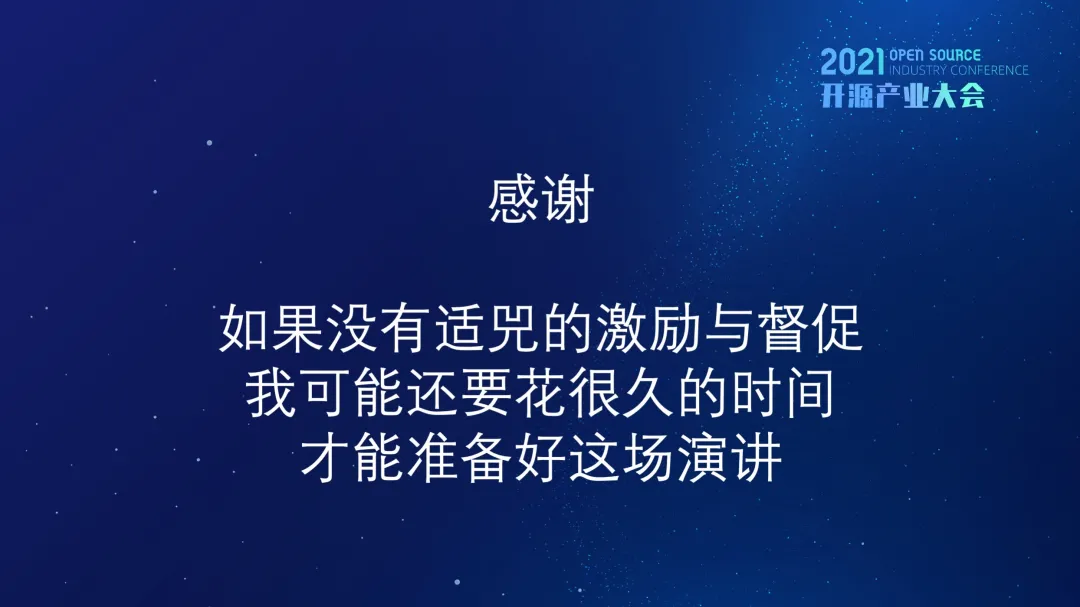 2021 OPEN SOURCE
INDUSTRY CONFERENCE
开源产业大会
感谢
如果没有适兕的激励与督促
我可能还要花很久的时间
才能准备好这场演讲